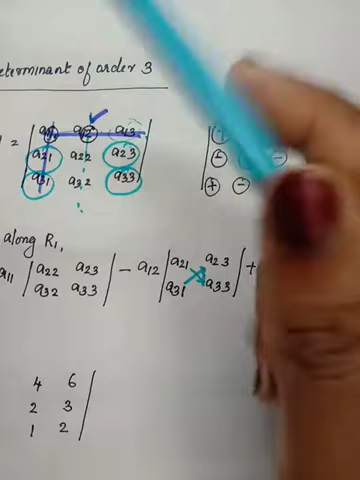 eterminant of order 3
= | a11 a12 a13 |
a21 a22 a23
a31 a32 a33
+
+ −
+ −
along R1,
a11 | a22 a23 | − a12 | a21 a23 | +
a32 a33 a31 a33
4 6
2 3
1 2